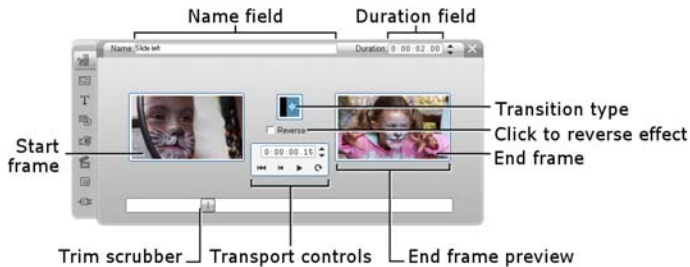 Name field
Duration field
Name: Slide left
Duration: 0:00:02.00
T
Transition type
Reverse
Click to reverse effect
Start frame
0:00:00.15
End frame
Trim scrubber
Transport controls
End frame preview